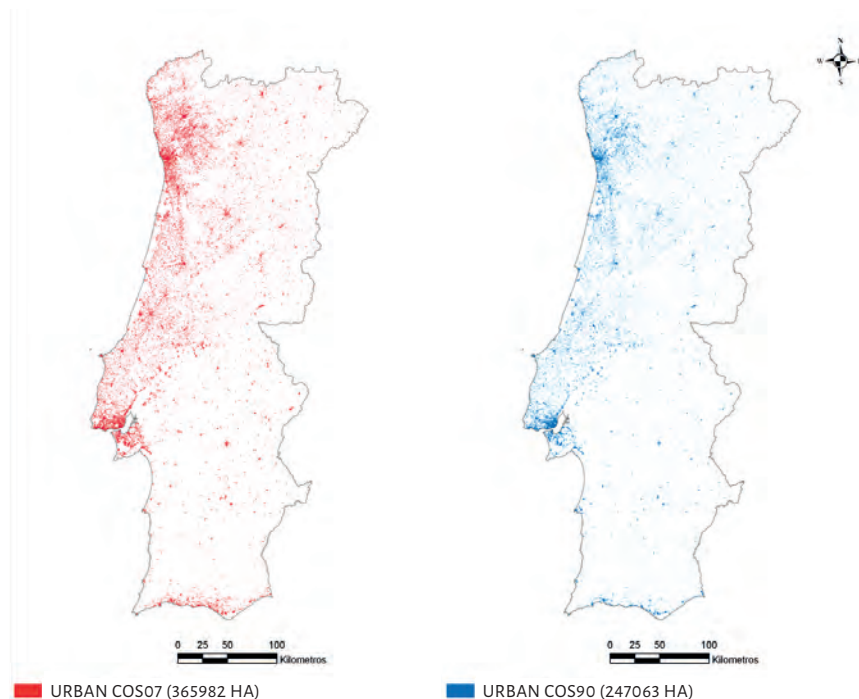 N
W E
S
0 25 50 100
Kilometros
0 25 50 100
Kilometros
URBAN COS07 (365982 HA)
URBAN COS90 (247063 HA)